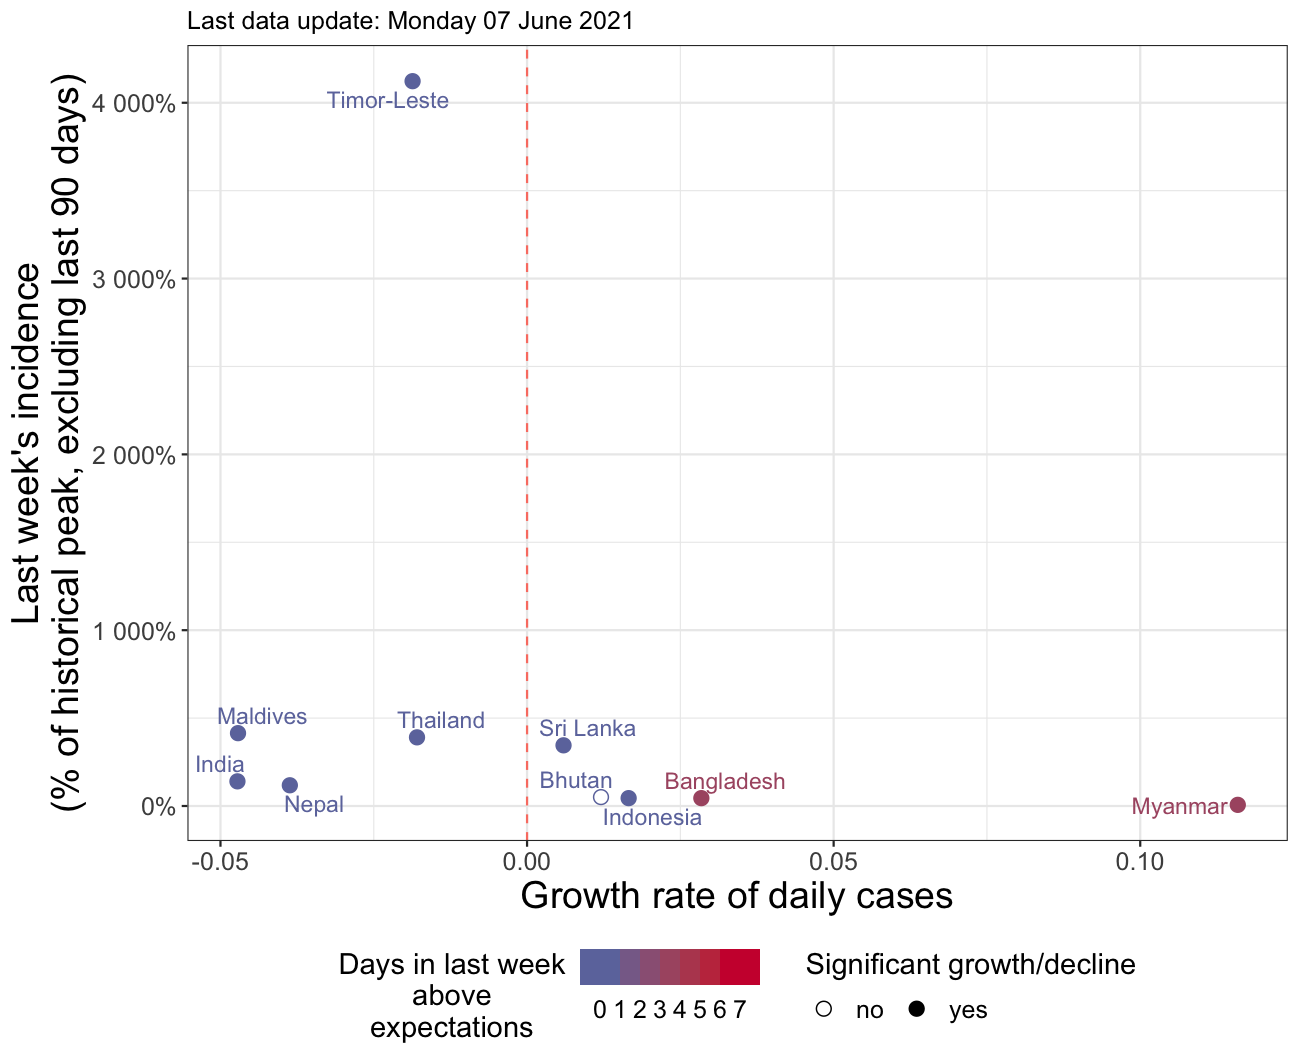 Last data update: Monday 07 June 2021
Last week's incidence
(% of historical peak, excluding last 90 days)
4 000%
3 000%
2 000%
1 000%
0%
Timor-Leste
Maldives
Thailand
Sri Lanka
India
Nepal
Bhutan
Indonesia
Bangladesh
Myanmar
-0.05
0.00
0.05
0.10
Growth rate of daily cases
Days in last week
above
expectations
0 1 2 3 4 5 6 7
Significant growth/decline
no
yes